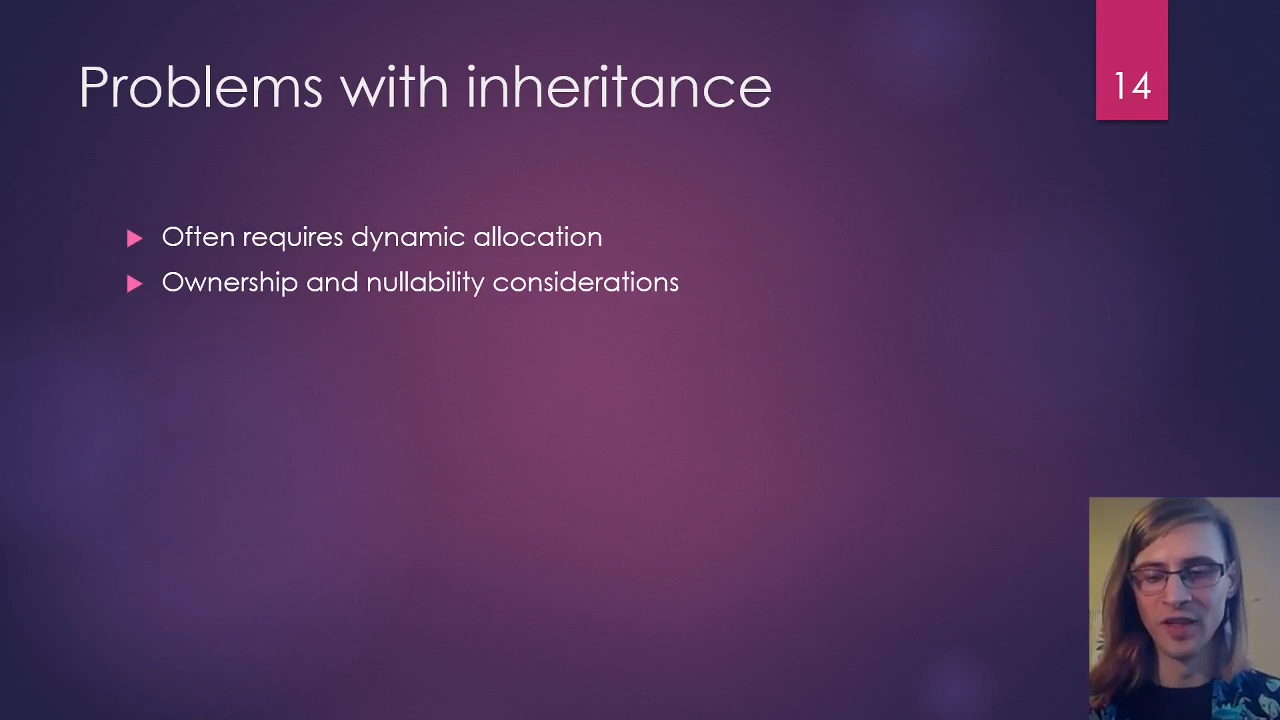 Problems with inheritance
14
Often requires dynamic allocation
Ownership and nullability considerations